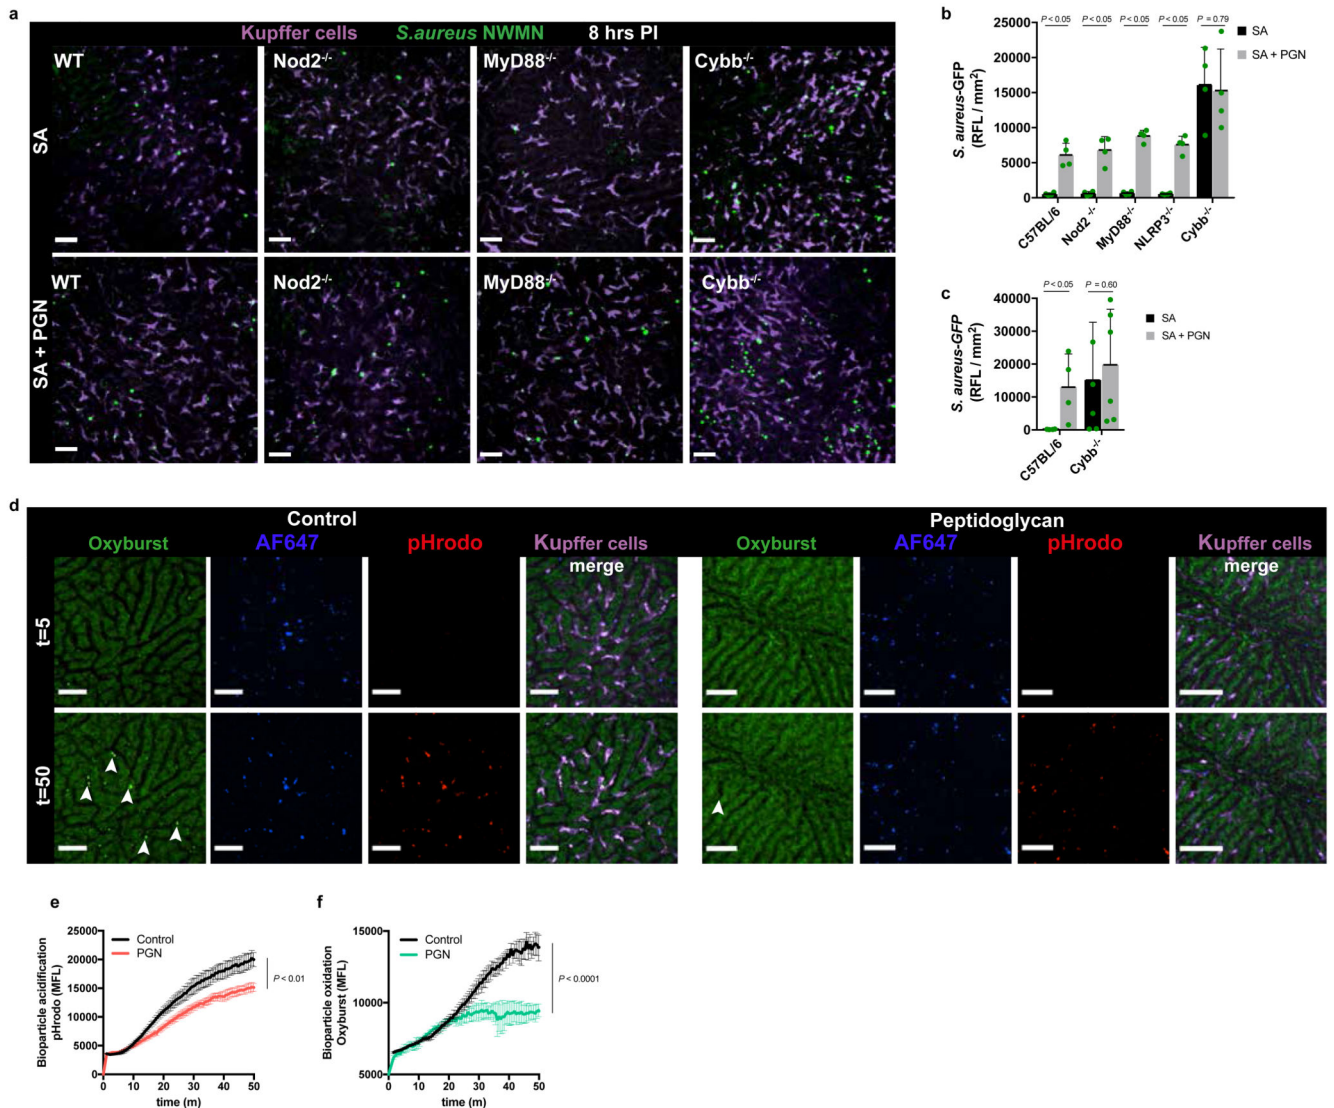 a
Kupffer cells S.aureus NWMN 8 hrs PI
WT Nod2-/- MyD88-/- Cybb-/-
SA
WT Nod2-/- MyD88-/- Cybb-/-
SA + PGN
b
P < 0.05 P < 0.05 P < 0.05 P < 0.05 P = 0.79
SA
SA + PGN
S. aureus-GFP
(RFL / mm²)
25000
20000
15000
10000
5000
0
C57BL/6 Nod2-/- MyD88-/- NLRP3-/- Cybb-/-
c
P < 0.05 P = 0.60
SA
SA + PGN
S. aureus-GFP
(RFL / mm²)
40000
30000
20000
10000
0
C57BL/6 Cybb-/-
d
Control Peptidoglycan
Oxyburst AF647 pHrodo Kupffer cells Oxyburst AF647 pHrodo Kupffer cells
merge merge
t=5
t=50
e
Control
PGN
Bioparticle acidification
pHrodo (MFL)
25000
20000
15000
10000
5000
0
0 10 20 30 40 50
time (m)
P < 0.01
f
Control
PGN
Bioparticle oxidation
Oxyburst (MFL)
15000
10000
5000
0 10 20 30 40 50
time (m)
P < 0.0001